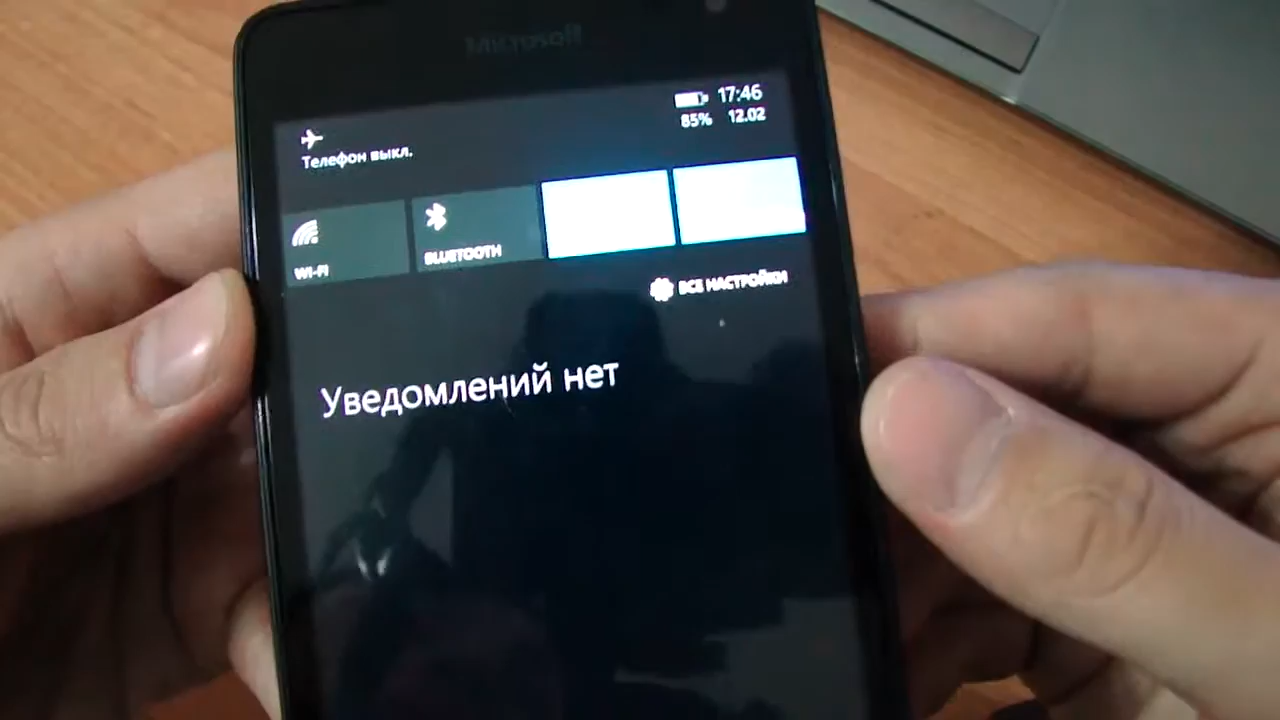 Microsoft
17:46
85% 12.02
Телефон выкл.
WI-FI
BLUETOOTH
ВСЕ НАСТРОЙКИ
Уведомлений нет